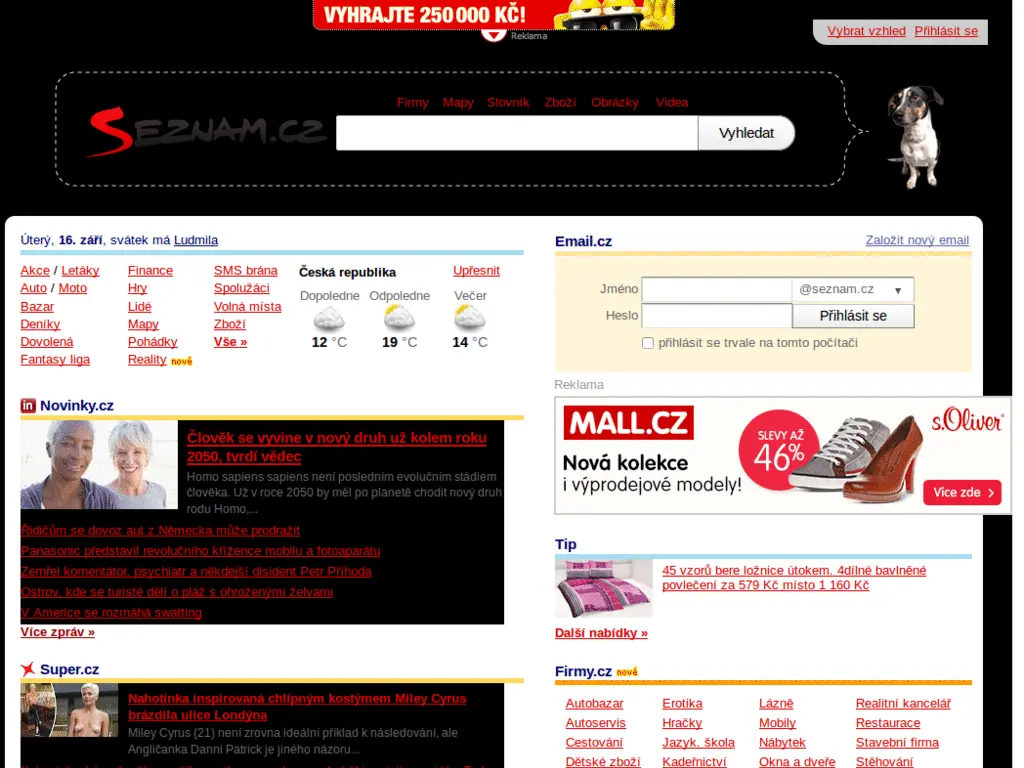 VYHRAJTE 250 000 KČ!
Reklama
Vybrat vzhled Přihlásit se
Firmy Mapy Slovník Zboží Obrázky Videa
SEZNAM.CZ
Vyhledat
Úterý, 16. září, svátek má Ludmila
Akce / Letáky
Auto / Moto
Bazar
Deníky
Dovolená
Fantasy liga
Finance
Hry
Lidé
Mapy
Pohádky
Reality nové
SMS brána
Spolužáci
Volná místa
Zboží
Vše »
Česká republika Upřesnit
Dopoledne Odpoledne Večer
12 °C 19 °C 14 °C
Novinky.cz
Člověk se vyvine v nový druh už kolem roku
2050, tvrdí vědec
Homo sapiens sapiens není posledním evolučním stádiem
člověka. Už v roce 2050 by měl po planetě chodit nový druh
rodu Homo,...
Řidičům se dovoz aut z Německa může prodražit
Panasonic představil revolučního křížence mobilu a fotoaparátu
Zemřel komentátor, psychiatr a někdejší disident Petr Příhoda
Ostrov, kde se turisté dělí o pláž s ohroženými želvami
V Americe se rozmáhá swatting
Více zpráv »
Super.cz
Nahotinka inspirovaná chlípným kostýmem Miley Cyrus
brázdila ulice Londýna
Miley Cyrus (21) není zrovna ideální příklad k následování, ale
Angličanka Danni Patrick je jiného názoru...
Email.cz Založit nový email
Jméno @seznam.cz
Heslo Přihlásit se
přihlásit se trvale na tomto počítači
Reklama
MALL.CZ
Nová kolekce
i výprodejové modely!
SLEVY AŽ
46%
s.Oliver
Více zde
Tip
45 vzorů bere ložnice útokem. 4dílné bavlněné
povlečení za 579 Kč místo 1 160 Kč
Další nabídky »
Firmy.cz nové
Autobazar Erotika Lázně Realitní kancelář
Autoservis Hračky Mobily Restaurace
Cestování Jazyk. škola Nábytek Stavební firma
Dětské zboží Kadeřnictví Okna a dveře Stěhování